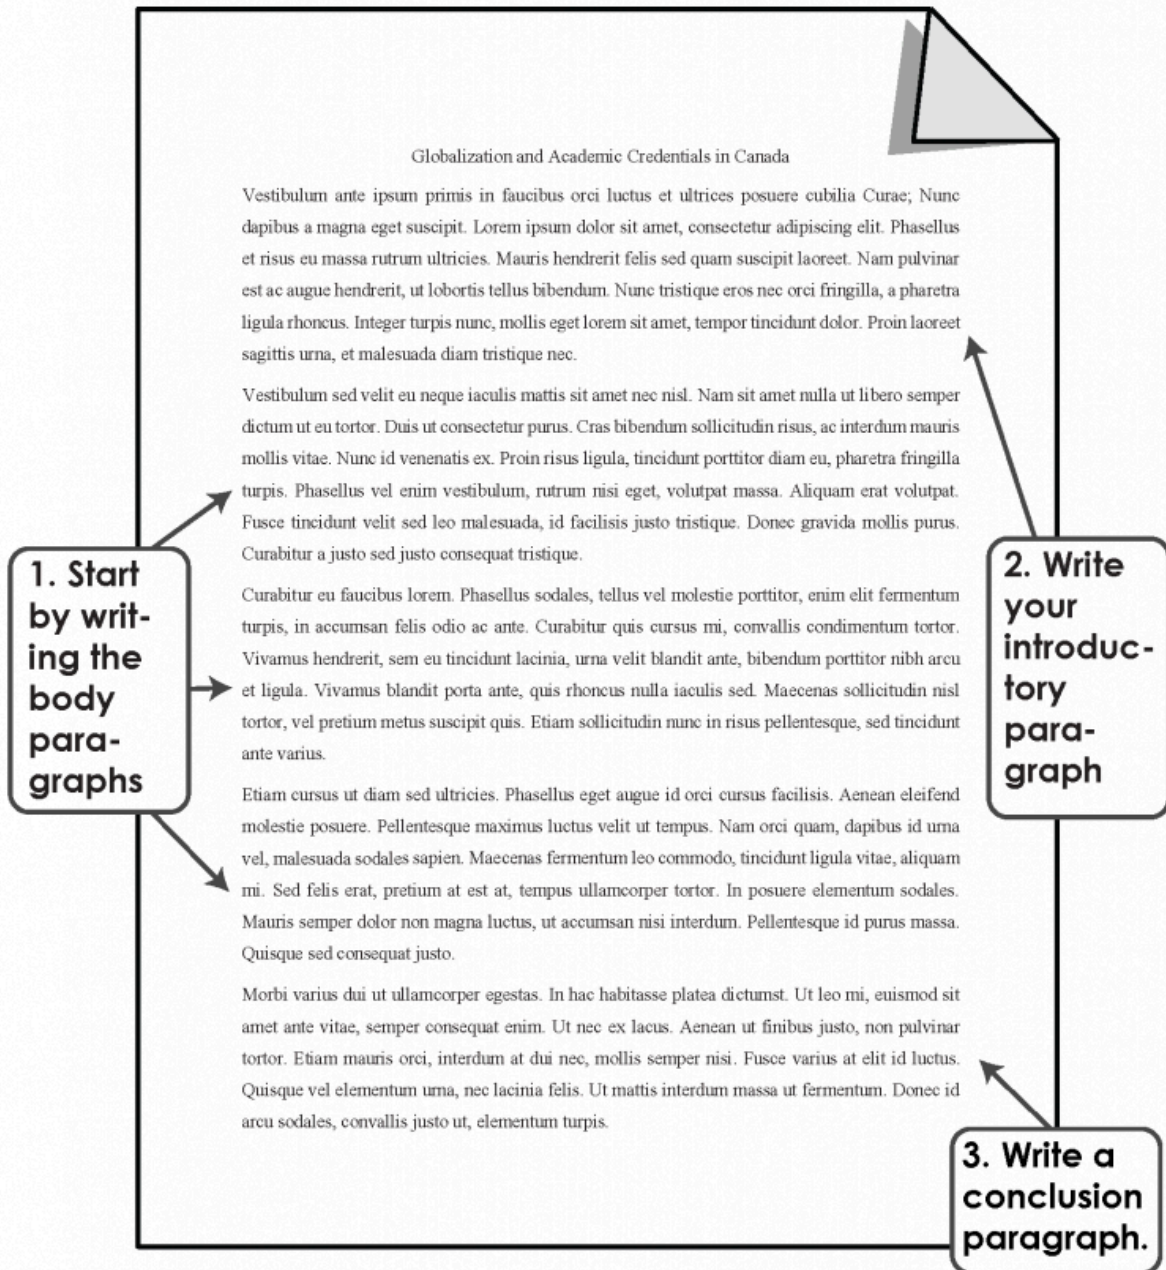 Globalization and Academic Credentials in Canada
Vestibulum ante ipsum primis in faucibus orci luctus et ultrices posuere cubilia Curae; Nunc
dapibus a magna eget suscipit. Lorem ipsum dolor sit amet, consectetur adipiscing elit. Phasellus
et risus eu massa rutrum ultricies. Mauris hendrerit felis sed quam suscipit laoreet. Nam pulvinar
est ac augue hendrerit, ut lobortis tellus bibendum. Nunc tristique eros nec orci fringilla, a pharetra
ligula rhoncus. Integer turpis nunc, mollis eget lorem sit amet, tempor tincidunt dolor. Proin laoreet
sagittis urna, et malesuada diam tristique nec.
Vestibulum sed velit eu neque iaculis mattis sit amet nec nisl. Nam sit amet nulla ut libero semper
dictum ut eu tortor. Duis ut consectetur purus. Cras bibendum sollicitudin risus, ac interdum mauris
mollis vitae. Nunc id venenatis ex. Proin risus ligula, tincidunt porttitor diam eu, pharetra fringilla
turpis. Phasellus vel enim vestibulum, rutrum nisi eget, volutpat massa. Aliquam erat volutpat.
Fusce tincidunt velit sed leo malesuada, id facilisis justo tristique. Donec gravida mollis purus.
Curabitur a justo sed justo consequat tristique.
Curabitur eu faucibus lorem. Phasellus sodales, tellus vel molestie porttitor, enim elit fermentum
turpis, in accumsan felis odio ac ante. Curabitur quis cursus mi, convallis condimentum tortor.
Vivamus hendrerit, sem eu tincidunt lacinia, urna velit blandit ante, bibendum porttitor nibh arcu
et ligula. Vivamus blandit porta ante, quis rhoncus nulla iaculis sed. Maecenas sollicitudin nisl
tortor, vel pretium metus suscipit quis. Etiam sollicitudin nunc in risus pellentesque, sed tincidunt
ante varius.
Etiam cursus ut diam sed ultricies. Phasellus eget augue id orci cursus facilisis. Aenean eleifend
molestie posuere. Pellentesque maximus luctus velit ut tempus. Nam orci quam, dapibus id urna
vel, malesuada sodales sapien. Maecenas fermentum leo commodo, tincidunt ligula vitae, aliquam
mi. Sed felis erat, pretium at est at, tempus ullamcorper tortor. In posuere elementum sodales.
Mauris semper dolor non magna luctus, ut accumsan nisi interdum. Pellentesque id purus massa.
Quisque sed consequat justo.
Morbi varius dui ut ullamcorper egestas. In hac habitasse platea dictumst. Ut leo mi, euismod sit
amet ante vitae, semper consequat enim. Ut nec ex lacus. Aenean ut finibus justo, non pulvinar
tortor. Etiam mauris orci, interdum at dui nec, mollis semper nisi. Fusce varius at elit id luctus.
Quisque vel elementum urna, nec lacinia felis. Ut mattis interdum massa ut fermentum. Donec id
arcu sodales, convallis justo ut, elementum turpis.
1. Start
by writ-
ing the
body
para-
graphs
2. Write
your
introduc-
tory
para-
graph
3. Write a
conclusion
paragraph.